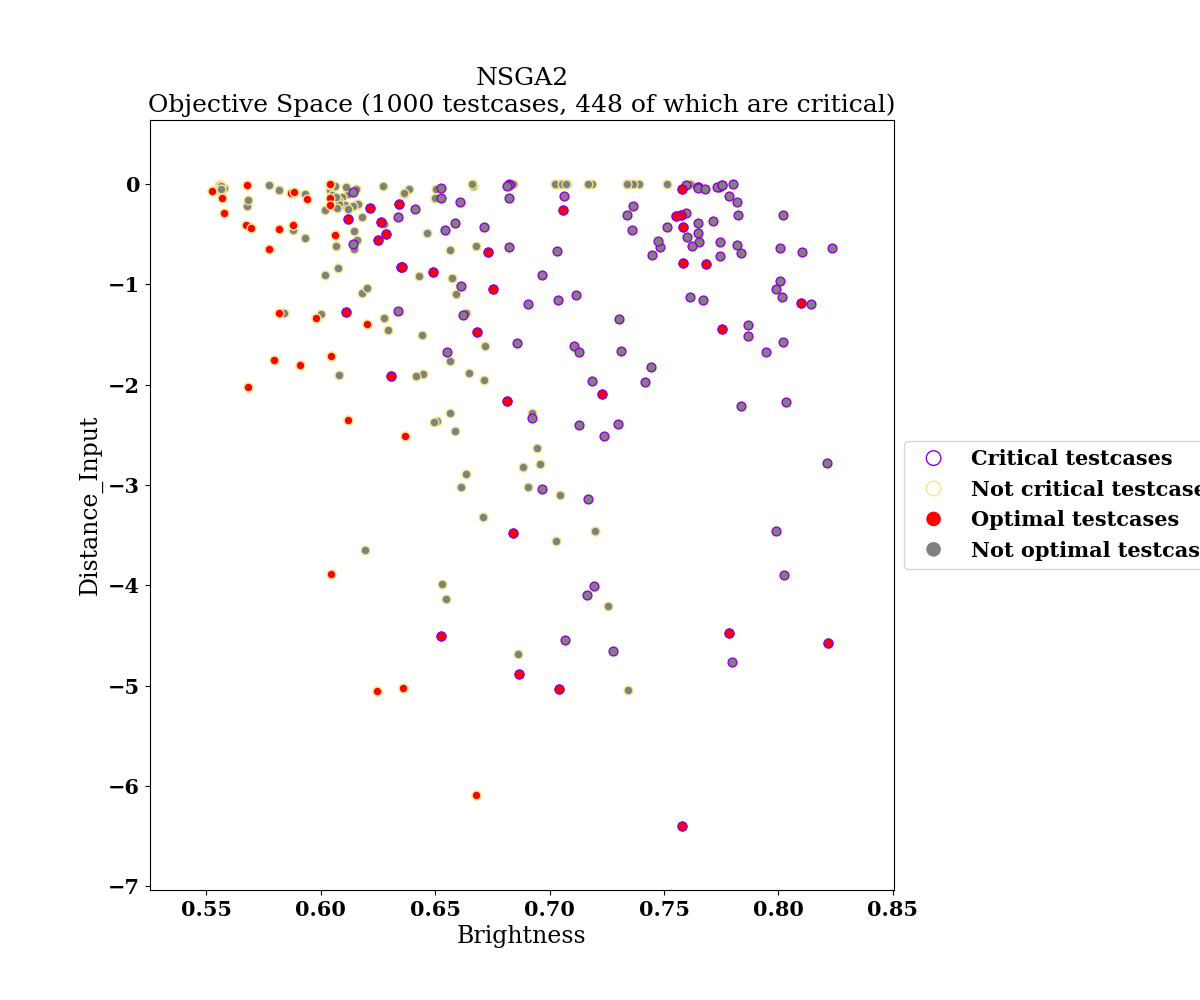 NSGA2
Objective Space (1000 testcases, 448 of which are critical)
0
−1
−2
−3
−4
−5
−6
−7
Distance_Input
0.55 0.60 0.65 0.70 0.75 0.80 0.85
Brightness
Critical testcases
Not critical testcase
Optimal testcases
Not optimal testcas